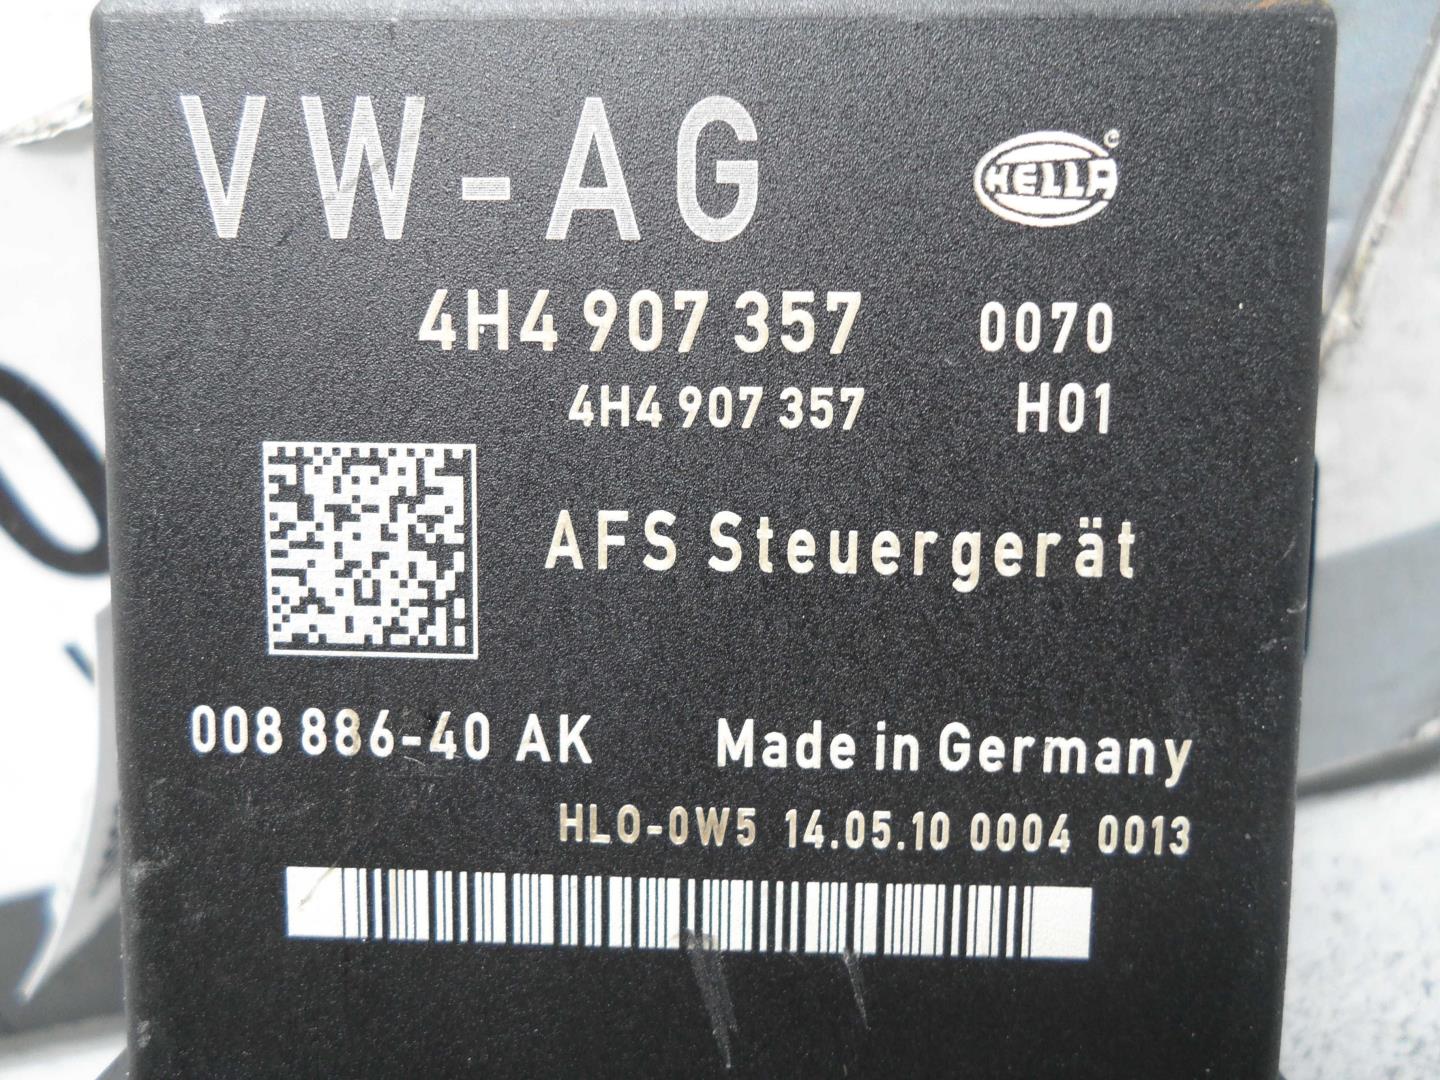 VW-AG
HELLA
4H4 907 357 0070
4H4 907 357 H01
AFS Steuergerät
008 886-40 AK Made in Germany
HLO-0W5 14.05.10 0004 0013